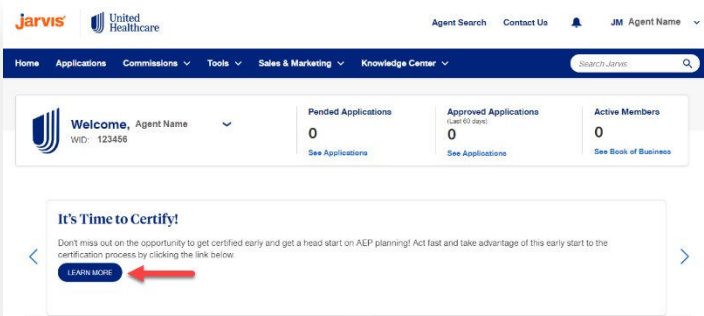 jarvis
United
Healthcare
Agent Search Contact Us JM Agent Name
Home Applications Commissions Tools Sales & Marketing Knowledge Center Search Jarvis
Welcome, Agent Name
WID: 123456
Pended Applications
0
See Applications
Approved Applications
(Last 60 days)
0
See Applications
Active Members
0
See Book of Business
It's Time to Certify!
Don't miss out on the opportunity to get certified early and get a head start on AEP planning! Act fast and take advantage of this early start to the
certification process by clicking the link below.
LEARN MORE